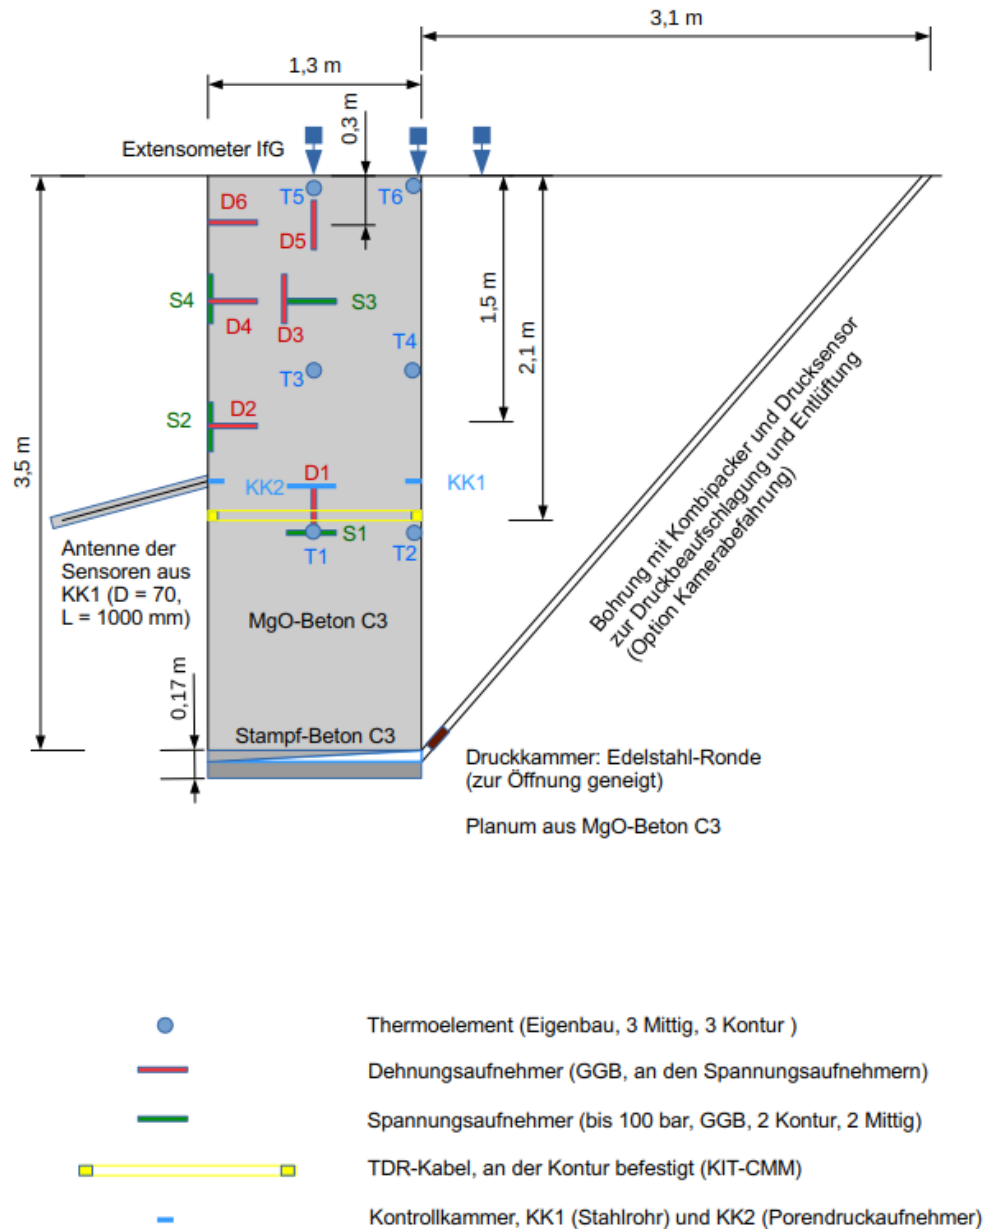 3,1 m
1,3 m
0,3 m
Extensometer IfG
T5
T6
D6
D5
S4
D4
D3
S3
1,5 m
2,1 m
T4
T3
S2
D2
3,5 m
D1
KK2
KK1
S1
T1
T2
Antenne der
Sensoren aus
KK1 (D = 70,
L = 1000 mm)
Bohrung mit Kombipacker und Drucksensor
zur Druckbeaufschlagung und Entlüftung
(Option Kamerabefahrung)
MgO-Beton C3
0,17 m
Stampf-Beton C3
Druckkammer: Edelstahl-Ronde
(zur Öffnung geneigt)
Planum aus MgO-Beton C3
Thermoelement (Eigenbau, 3 Mittig, 3 Kontur )
Dehnungsaufnehmer (GGB, an den Spannungsaufnehmern)
Spannungsaufnehmer (bis 100 bar, GGB, 2 Kontur, 2 Mittig)
TDR-Kabel, an der Kontur befestigt (KIT-CMM)
Kontrollkammer, KK1 (Stahlrohr) und KK2 (Porendruckaufnehmer)